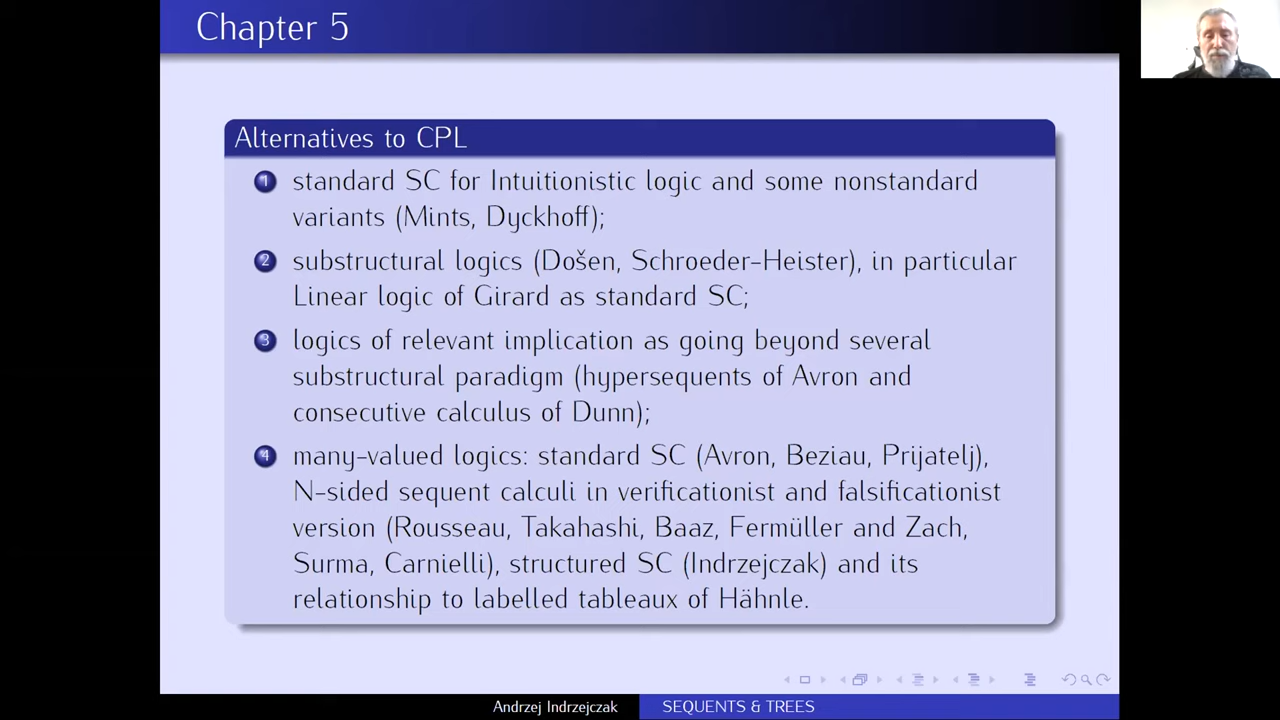 Chapter 5
Alternatives to CPL
1 standard SC for Intuitionistic logic and some nonstandard
variants (Mints, Dyckhoff);
2 substructural logics (Došen, Schroeder-Heister), in particular
Linear logic of Girard as standard SC;
3 logics of relevant implication as going beyond several
substructural paradigm (hypersequents of Avron and
consecutive calculus of Dunn);
4 many-valued logics: standard SC (Avron, Beziau, Prijatelj),
N-sided sequent calculi in verificationist and falsificationist
version (Rousseau, Takahashi, Baaz, Fermüller and Zach,
Surma, Carnielli), structured SC (Indrzejczak) and its
relationship to labelled tableaux of Hähnle.
Andrzej Indrzejczak
SEQUENTS & TREES